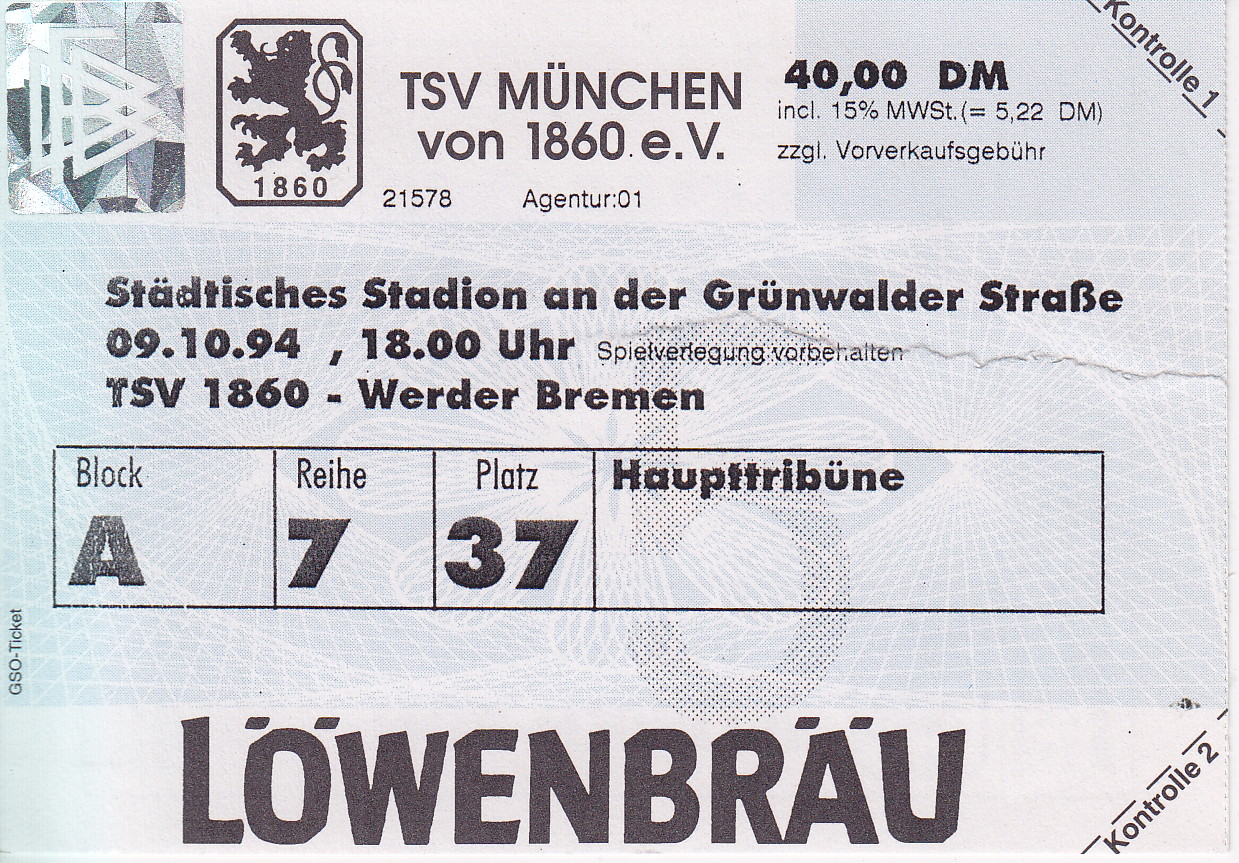 DFB
1860
TSV MÜNCHEN
von 1860 e.V.
21578 Agentur:01
40,00 DM
incl. 15% MWSt.(= 5,22 DM)
zzgl. Vorverkaufsgebühr
Kontrolle 1
Städtisches Stadion an der Grünwalder Straße
09.10.94 , 18.00 Uhr Spielverlegung vorbehalten
TSV 1860 - Werder Bremen
Block Reihe Platz Haupttribüne
A 7 37
5
GSO-Ticket
LÖWENBRÄU
Kontrolle 2